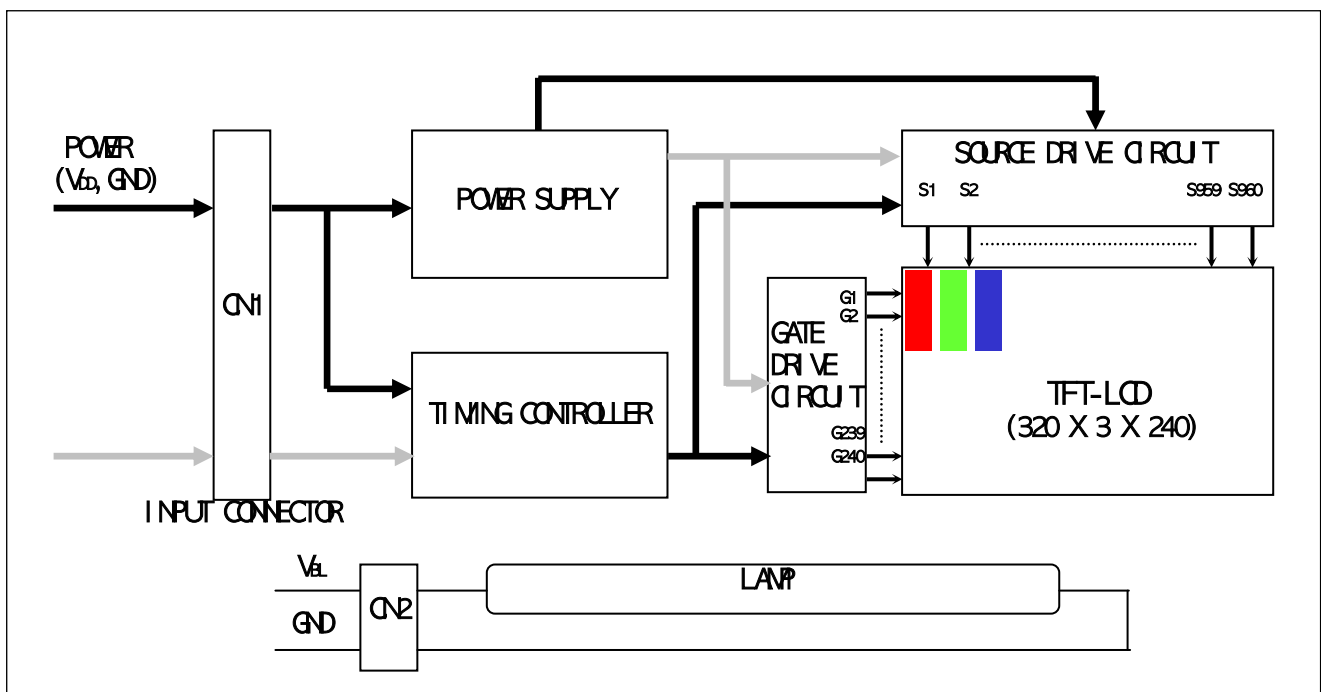 POWER
(VDD, GND)
CN1
INPUT CONNECTOR
POWER SUPPLY
TIMING CONTROLLER
SOURCE DRIVE CIRCUIT
S1 S2 S959 S960
G1
G2
GATE
DRIVE
CIRCUIT
G239
G240
TFT-LCD
(320 X 3 X 240)
VBL
GND
CN2
LAMP